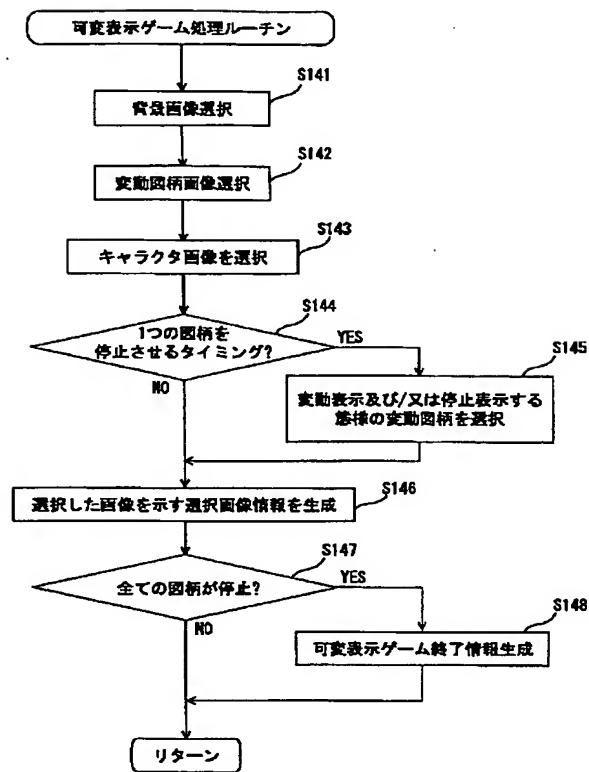 可変表示ゲーム処理ルーチン
S141
背景画像選択
S142
変動図柄画像選択
S143
キャラクタ画像を選択
S144
1つの図柄を
停止させるタイミング?
YES
NO
S145
変動表示及び/又は停止表示する
態様の変動図柄を選択
S146
選択した画像を示す選択画像情報を生成
S147
全ての図柄が停止?
YES
NO
S148
可変表示ゲーム終了情報生成
リターン